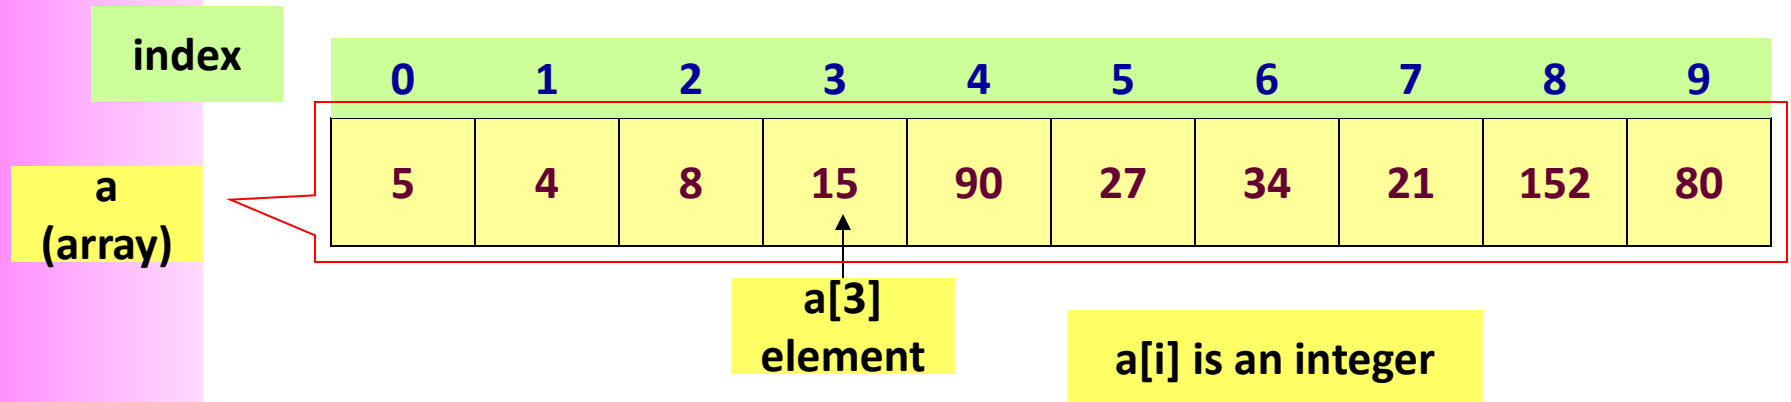 index
0 1 2 3 4 5 6 7 8 9
a
(array)
5 4 8 15 90 27 34 21 152 80
a[3]
element
a[i] is an integer